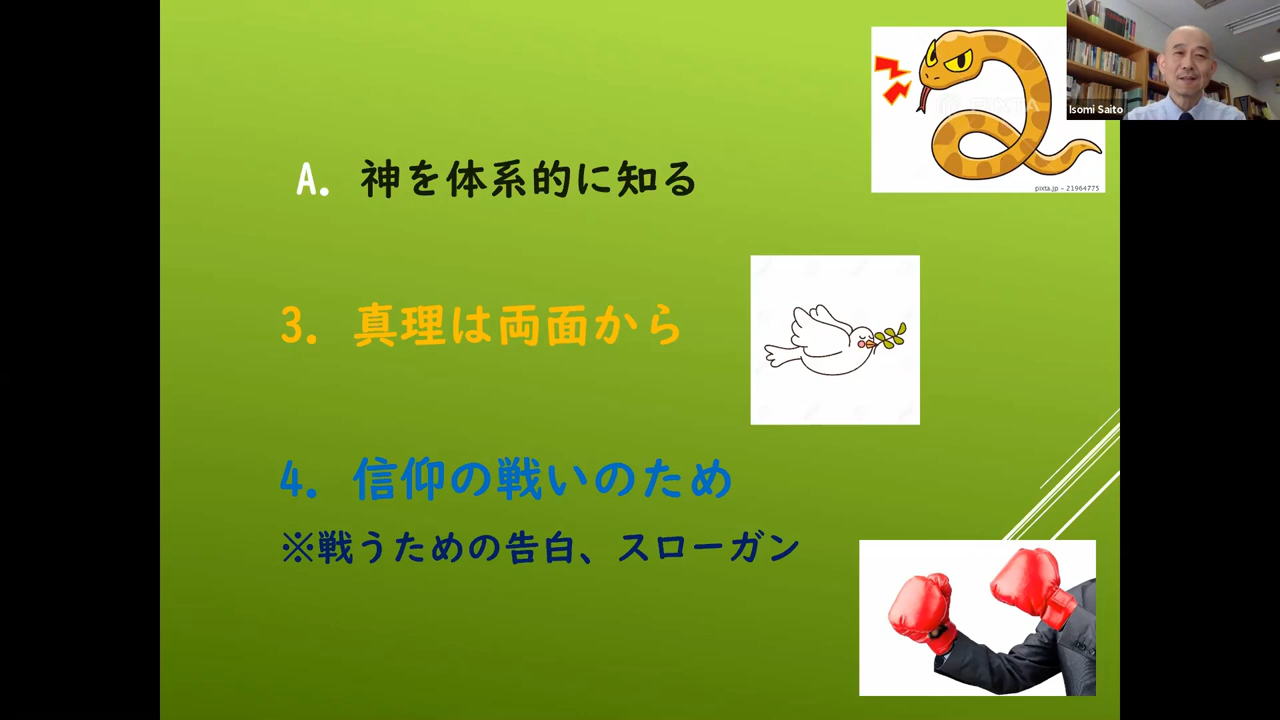 A. 神を体系的に知る
pixta.jp - 21964775
Isomi Saito
3. 真理は両面から
4. 信仰の戦いのため
※戦うための告白、スローガン